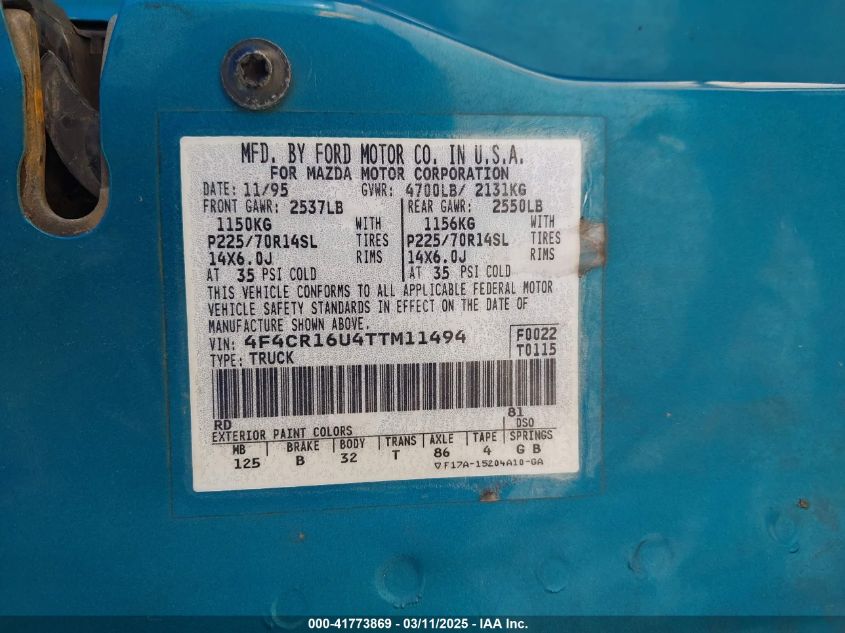 MFD. BY FORD MOTOR CO. IN U.S.A.
FOR MAZDA MOTOR CORPORATION
DATE: 11/95 GVWR: 4700LB/ 2131KG
FRONT GAWR: 2537LB REAR GAWR: 2550LB
1150KG WITH 1156KG WITH
P225/70R14SL TIRES P225/70R14SL TIRES
14X6.0J RIMS 14X6.0J RIMS
AT 35 PSI COLD AT 35 PSI COLD
THIS VEHICLE CONFORMS TO ALL APPLICABLE FEDERAL MOTOR
VEHICLE SAFETY STANDARDS IN EFFECT ON THE DATE OF
MANUFACTURE SHOWN ABOVE.
VIN: 4F4CR16U4TTM11494 F0022
TYPE: TRUCK T0115
RD 81
EXTERIOR PAINT COLORS DSO
WB BRAKE BODY TRANS AXLE TAPE SPRINGS
125 B 32 T 86 4 G B
▽F17A-15204A10-GA
000-41773869 - 03/11/2025 - IAAI.com